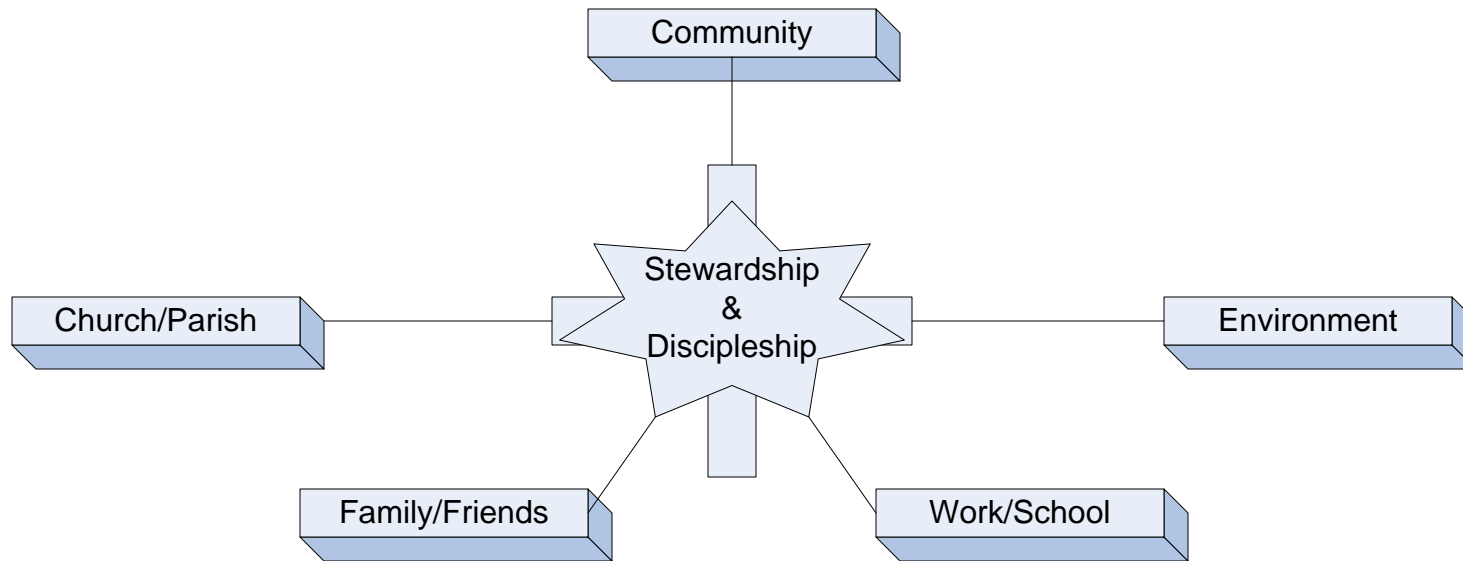 Community
Stewardship
&
Discipleship
Church/Parish
Environment
Family/Friends
Work/School